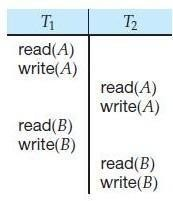 T₁ T₂
read(A)
write(A)
read(A)
write(A)
read(B)
write(B)
read(B)
write(B)